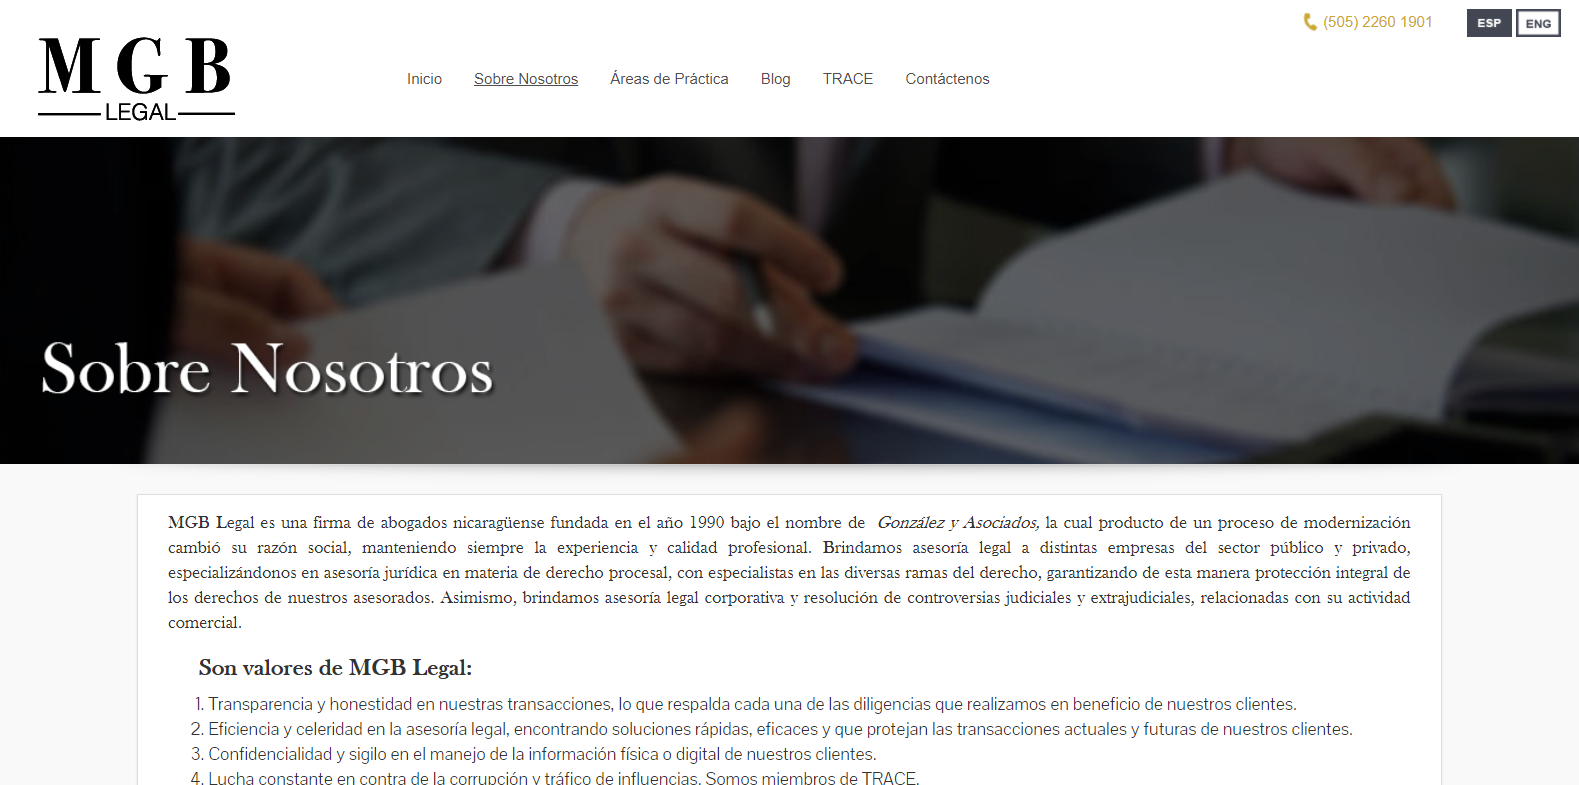 (505) 2260 1901
ESP
ENG
MGB
LEGAL
Inicio Sobre Nosotros Áreas de Práctica Blog TRACE Contáctenos
Sobre Nosotros
MGB Legal es una firma de abogados nicaragüense fundada en el año 1990 bajo el nombre de González y Asociados, la cual producto de un proceso de modernización
cambió su razón social, manteniendo siempre la experiencia y calidad profesional. Brindamos asesoría legal a distintas empresas del sector público y privado,
especializándonos en asesoría jurídica en materia de derecho procesal, con especialistas en las diversas ramas del derecho, garantizando de esta manera protección integral de
los derechos de nuestros asesorados. Asimismo, brindamos asesoría legal corporativa y resolución de controversias judiciales y extrajudiciales, relacionadas con su actividad
comercial.
Son valores de MGB Legal:
1. Transparencia y honestidad en nuestras transacciones, lo que respalda cada una de las diligencias que realizamos en beneficio de nuestros clientes.
2. Eficiencia y celeridad en la asesoría legal, encontrando soluciones rápidas, eficaces y que protejan las transacciones actuales y futuras de nuestros clientes.
3. Confidencialidad y sigilo en el manejo de la información física o digital de nuestros clientes.
4. Lucha constante en contra de la corrupción y tráfico de influencias. Somos miembros de TRACE.